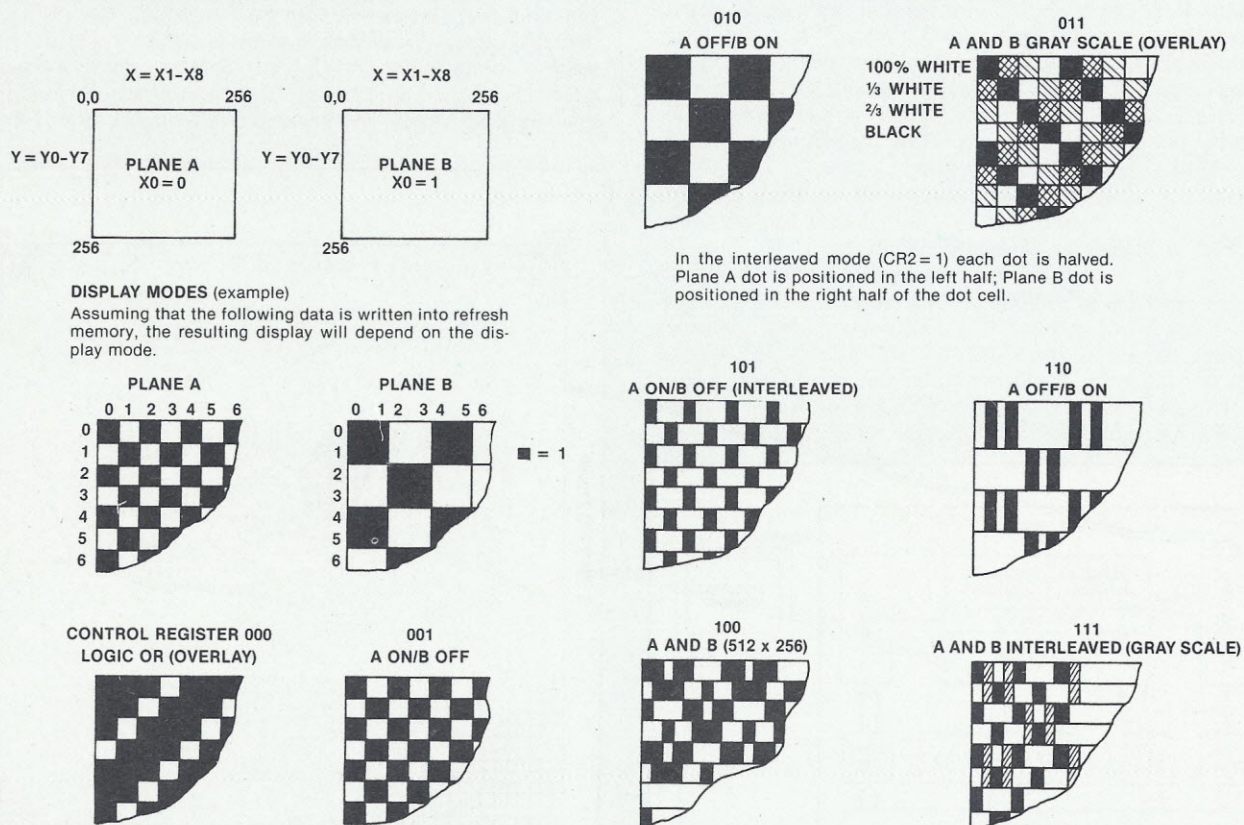 X = X1–X8
0,0 256
Y = Y0–Y7
PLANE A
X0 = 0
256
X = X1–X8
0,0 256
Y = Y0–Y7
PLANE B
X0 = 1
256
DISPLAY MODES (example)
Assuming that the following data is written into refresh
memory, the resulting display will depend on the dis-
play mode.
PLANE A
0 1 2 3 4 5 6
0
1
2
3
4
5
6
PLANE B
0 1 2 3 4 5 6
0
1
2
3
4
5
6
■ = 1
CONTROL REGISTER 000
LOGIC OR (OVERLAY)
001
A ON/B OFF
010
A OFF/B ON
011
A AND B GRAY SCALE (OVERLAY)
100% WHITE
⅓ WHITE
⅔ WHITE
BLACK
In the interleaved mode (CR2 = 1) each dot is halved.
Plane A dot is positioned in the left half; Plane B dot is
positioned in the right half of the dot cell.
101
A ON/B OFF (INTERLEAVED)
110
A OFF/B ON
100
A AND B (512 x 256)
111
A AND B INTERLEAVED (GRAY SCALE)